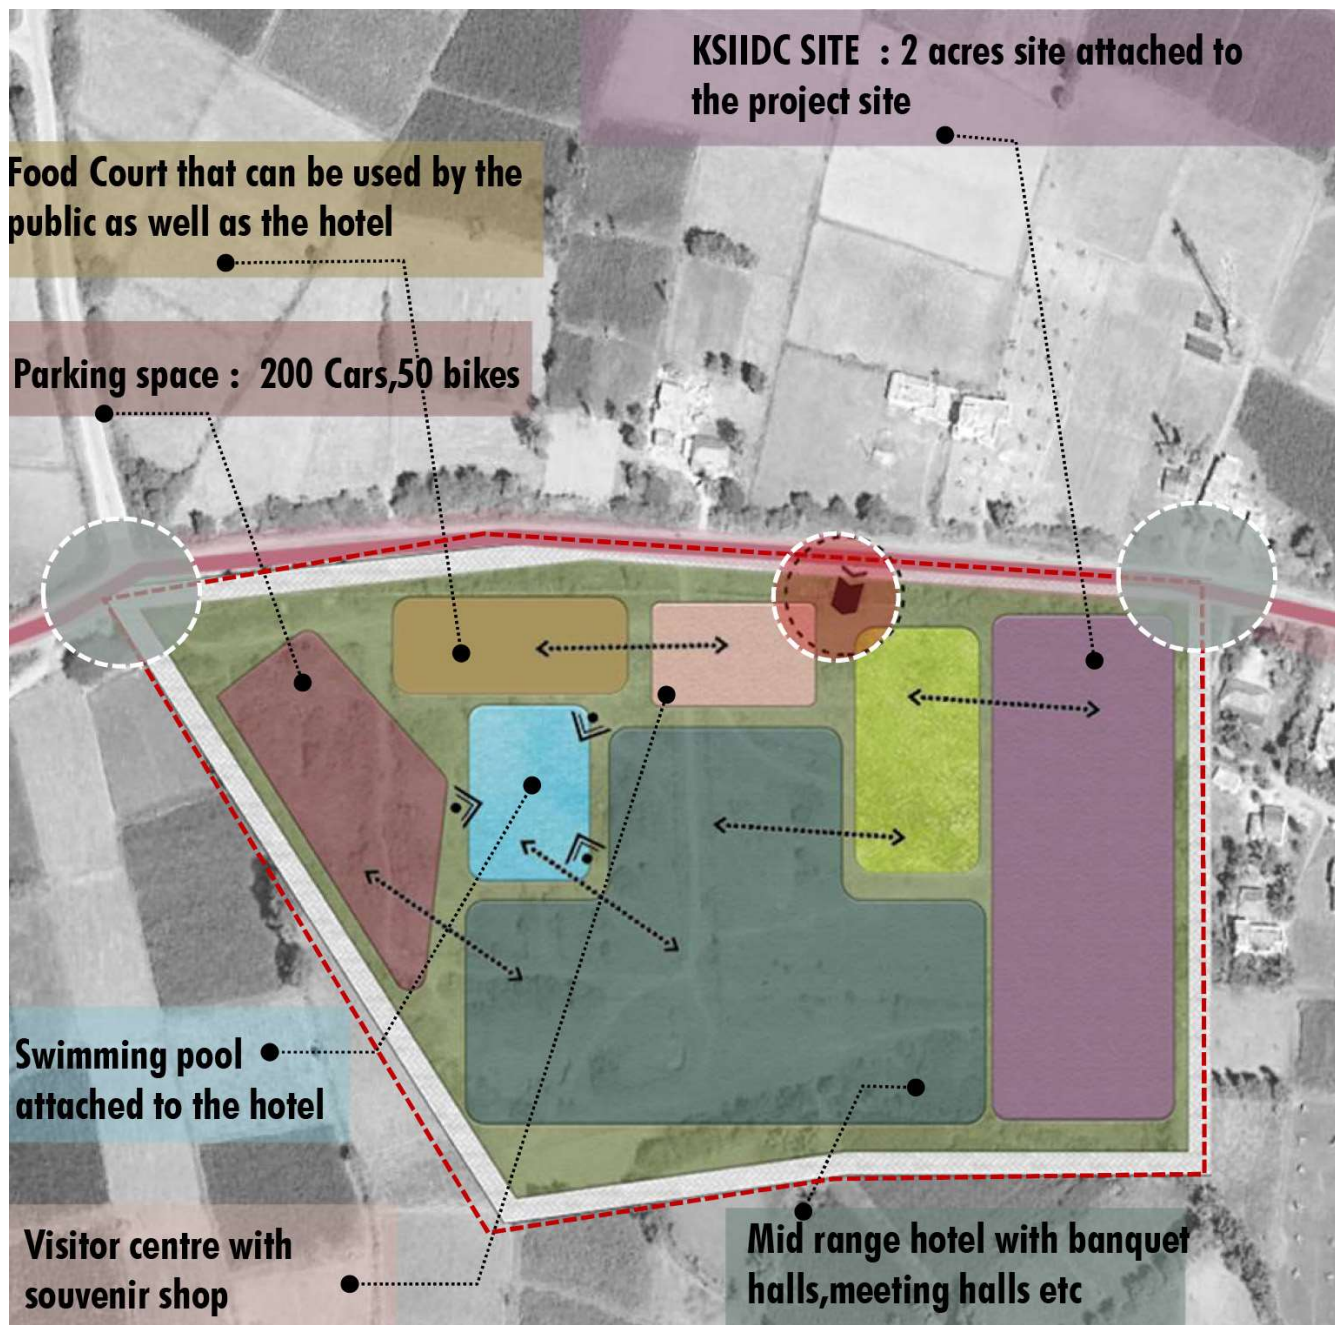 KSIIDC SITE : 2 acres site attached to
the project site
Food Court that can be used by the
public as well as the hotel
Parking space : 200 Cars,50 bikes
Swimming pool
attached to the hotel
Visitor centre with
souvenir shop
Mid range hotel with banquet
halls,meeting halls etc